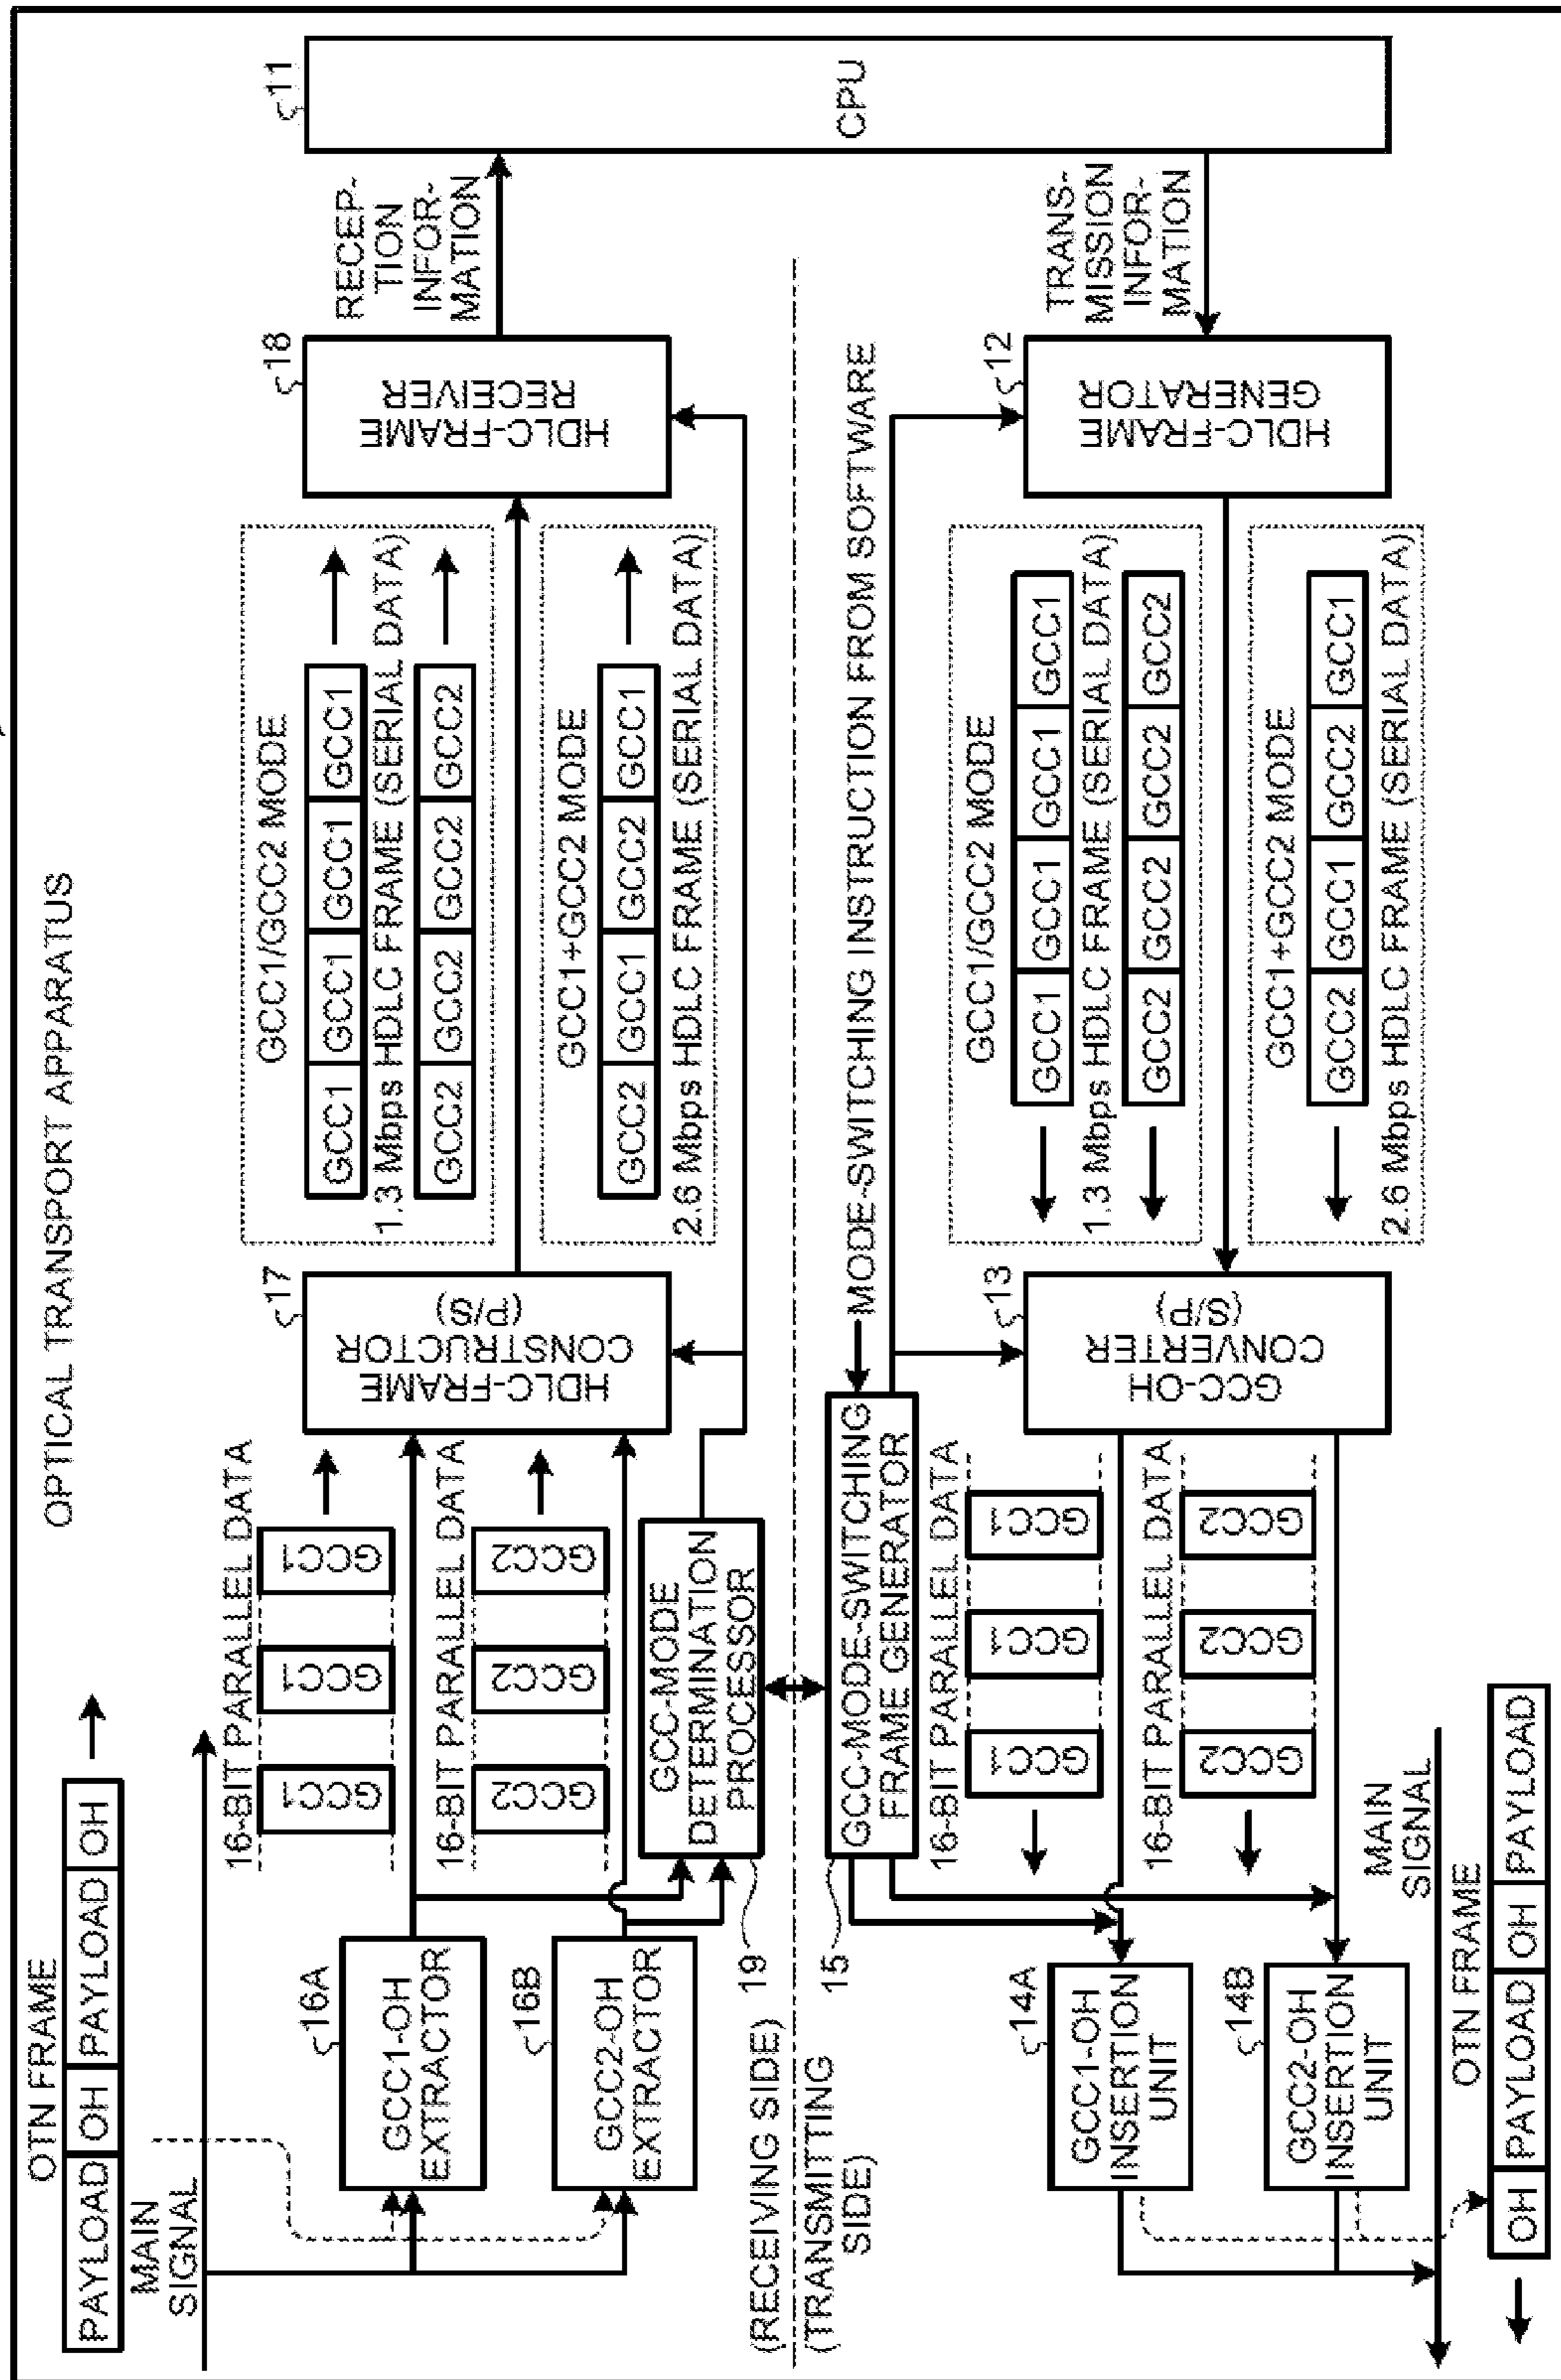 OPTICAL TRANSPORT APPARATUS
OTN FRAME
PAYLOAD OH PAYLOAD OH
MAIN
SIGNAL
16A
GCC1-OH
EXTRACTOR
16B
GCC2-OH
EXTRACTOR
16-BIT PARALLEL DATA
GCC1 GCC1 GCC1
16-BIT PARALLEL DATA
GCC2 GCC2 GCC2
GCC-MODE
DETERMINATION
PROCESSOR
19
17
HDLC-FRAME
CONSTRUCTOR
(P/S)
GCC1/GCC2 MODE
GCC1 GCC1 GCC1 GCC1
1.3 Mbps HDLC FRAME (SERIAL DATA)
GCC2 GCC2 GCC2 GCC2
GCC1+GCC2 MODE
GCC2 GCC1 GCC2 GCC1
2.6 Mbps HDLC FRAME (SERIAL DATA)
18
HDLC-FRAME
RECEIVER
RECEP-
TION
INFOR-
MATION
11
CPU
(RECEIVING SIDE)
(TRANSMITTING
SIDE)
15
GCC-MODE-SWITCHING
FRAME GENERATOR
MODE-SWITCHING INSTRUCTION FROM SOFTWARE
14A
GCC1-OH
INSERTION
UNIT
14B
GCC2-OH
INSERTION
UNIT
16-BIT PARALLEL DATA
GCC1 GCC1 GCC1
16-BIT PARALLEL DATA
GCC2 GCC2 GCC2
13
GCC-OH
CONVERTER
(S/P)
GCC1/GCC2 MODE
GCC1 GCC1 GCC1 GCC1
1.3 Mbps HDLC FRAME (SERIAL DATA)
GCC2 GCC2 GCC2 GCC2
GCC1+GCC2 MODE
GCC2 GCC1 GCC2 GCC1
2.6 Mbps HDLC FRAME (SERIAL DATA)
12
HDLC-FRAME
GENERATOR
TRANS-
MISSION
INFOR-
MATION
MAIN
SIGNAL
OTN FRAME
OH PAYLOAD OH PAYLOAD